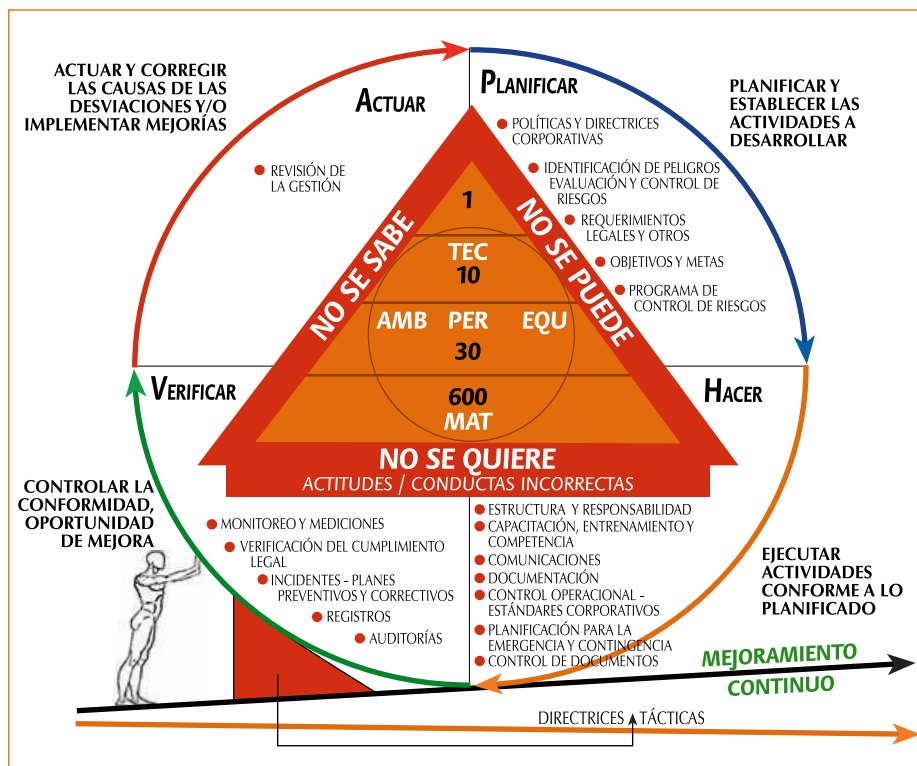 ACTUAR Y CORREGIR
LAS CAUSAS DE LAS
DESVIACIONES Y/O
IMPLEMENTAR MEJORÍAS
ACTUAR
PLANIFICAR
PLANIFICAR Y
ESTABLECER LAS
ACTIVIDADES A
DESARROLLAR
REVISIÓN DE
LA GESTIÓN
POLÍTICAS Y DIRECTRICES
CORPORATIVAS
IDENTIFICACIÓN DE PELIGROS
EVALUACIÓN Y CONTROL DE
RIESGOS
REQUERIMIENTOS
LEGALES Y OTROS
OBJETIVOS Y METAS
PROGRAMA DE
CONTROL DE RIESGOS
NO SE SABE
NO SE PUEDE
1
TEC
10
AMB PER EQU
30
600
MAT
NO SE QUIERE
ACTITUDES / CONDUCTAS INCORRECTAS
VERIFICAR
HACER
CONTROLAR LA
CONFORMIDAD,
OPORTUNIDAD
DE MEJORA
MONITOREO Y MEDICIONES
VERIFICACIÓN DEL CUMPLIMIENTO
LEGAL
INCIDENTES - PLANES
PREVENTIVOS Y CORRECTIVOS
REGISTROS
AUDITORÍAS
ESTRUCTURA Y RESPONSABILIDAD
CAPACITACIÓN, ENTRENAMIENTO Y
COMPETENCIA
COMUNICACIONES
DOCUMENTACIÓN
CONTROL OPERACIONAL -
ESTÁNDARES CORPORATIVOS
PLANIFICACIÓN PARA LA
EMERGENCIA Y CONTINGENCIA
CONTROL DE DOCUMENTOS
EJECUTAR
ACTIVIDADES
CONFORME A LO
PLANIFICADO
MEJORAMIENTO
CONTINUO
DIRECTRICES TÁCTICAS